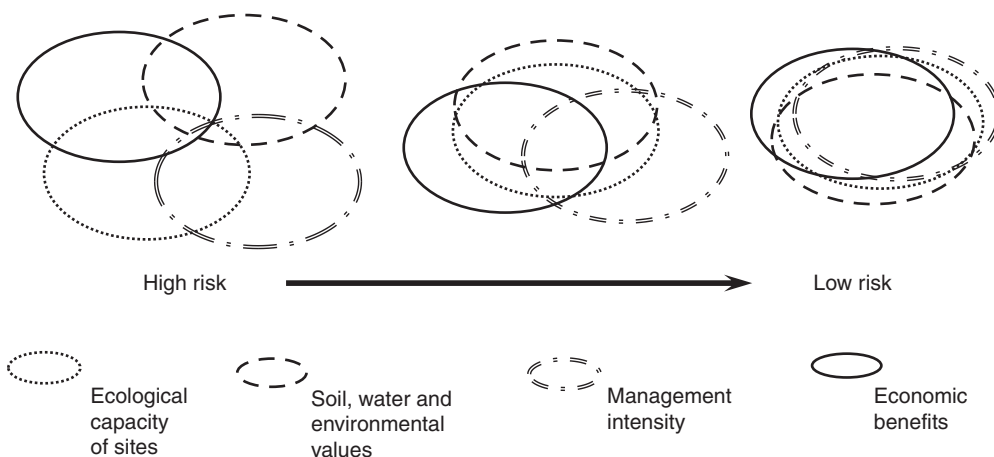 High risk
Low risk
Ecological
capacity
of sites
Soil, water and
environmental
values
Management
intensity
Economic
benefits